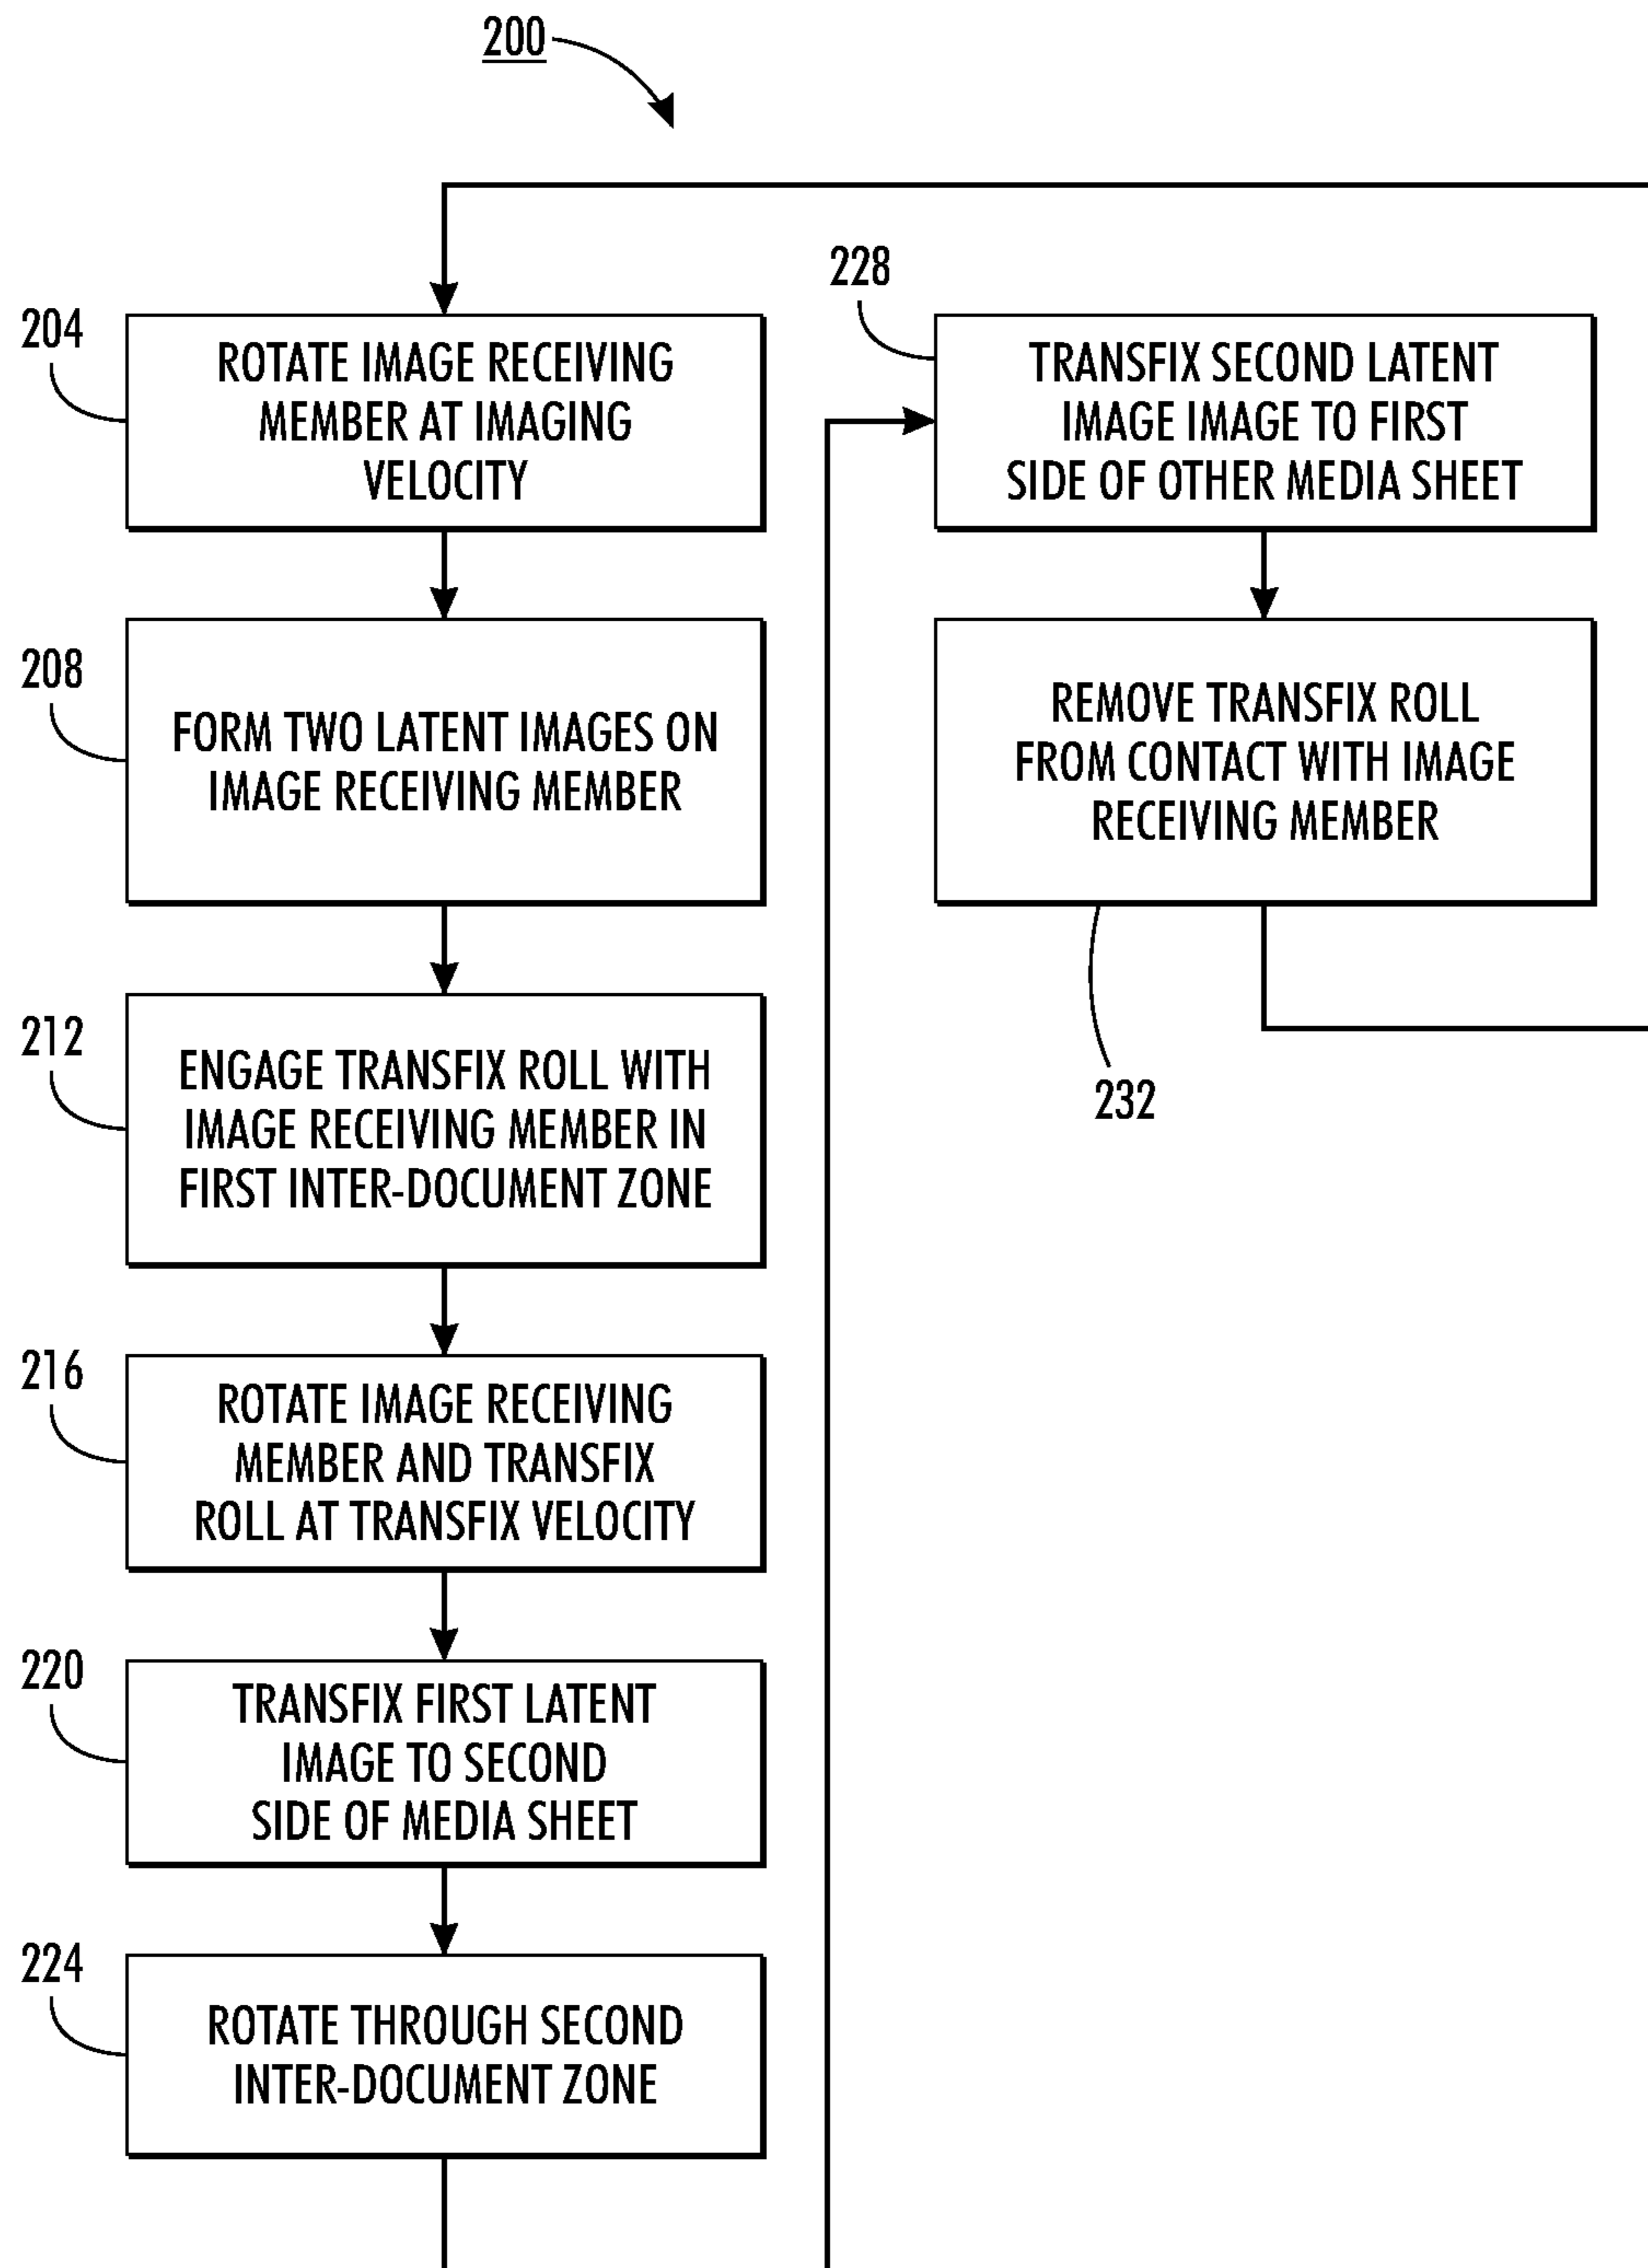 200
204
ROTATE IMAGE RECEIVING
MEMBER AT IMAGING
VELOCITY
208
FORM TWO LATENT IMAGES ON
IMAGE RECEIVING MEMBER
212
ENGAGE TRANSFIX ROLL WITH
IMAGE RECEIVING MEMBER IN
FIRST INTER-DOCUMENT ZONE
216
ROTATE IMAGE RECEIVING
MEMBER AND TRANSFIX
ROLL AT TRANSFIX VELOCITY
220
TRANSFIX FIRST LATENT
IMAGE TO SECOND
SIDE OF MEDIA SHEET
224
ROTATE THROUGH SECOND
INTER-DOCUMENT ZONE
228
TRANSFIX SECOND LATENT
IMAGE IMAGE TO FIRST
SIDE OF OTHER MEDIA SHEET
REMOVE TRANSFIX ROLL
FROM CONTACT WITH IMAGE
RECEIVING MEMBER
232